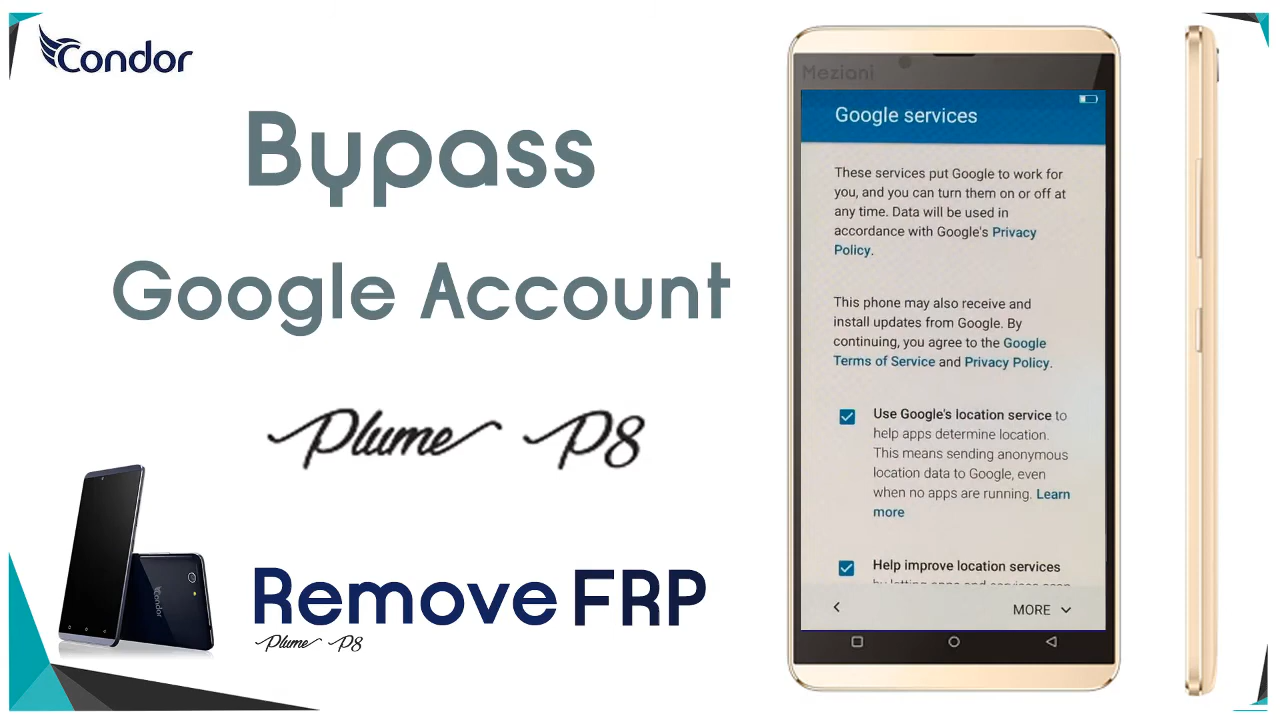 Condor
Bypass
Google Account
Plume P8
Remove FRP
Plume P8
Condor
Meziani
Google services
These services put Google to work for
you, and you can turn them on or off at
any time. Data will be used in
accordance with Google's Privacy
Policy.
This phone may also receive and
install updates from Google. By
continuing, you agree to the Google
Terms of Service and Privacy Policy.
Use Google's location service to
help apps determine location.
This means sending anonymous
location data to Google, even
when no apps are running. Learn
more
Help improve location services
MORE